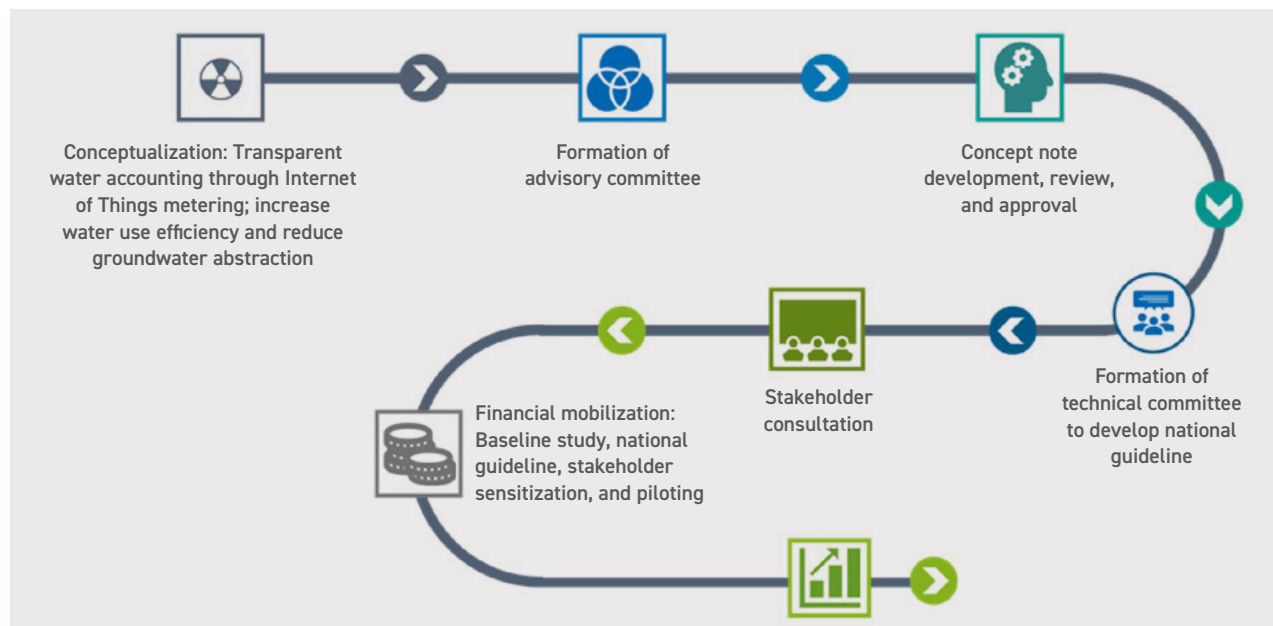 Conceptualization: Transparent
water accounting through Internet
of Things metering; increase
water use efficiency and reduce
groundwater abstraction
Formation of
advisory committee
Concept note
development, review,
and approval
Formation of
technical committee
to develop national
guideline
Stakeholder
consultation
Financial mobilization:
Baseline study, national
guideline, stakeholder
sensitization, and piloting